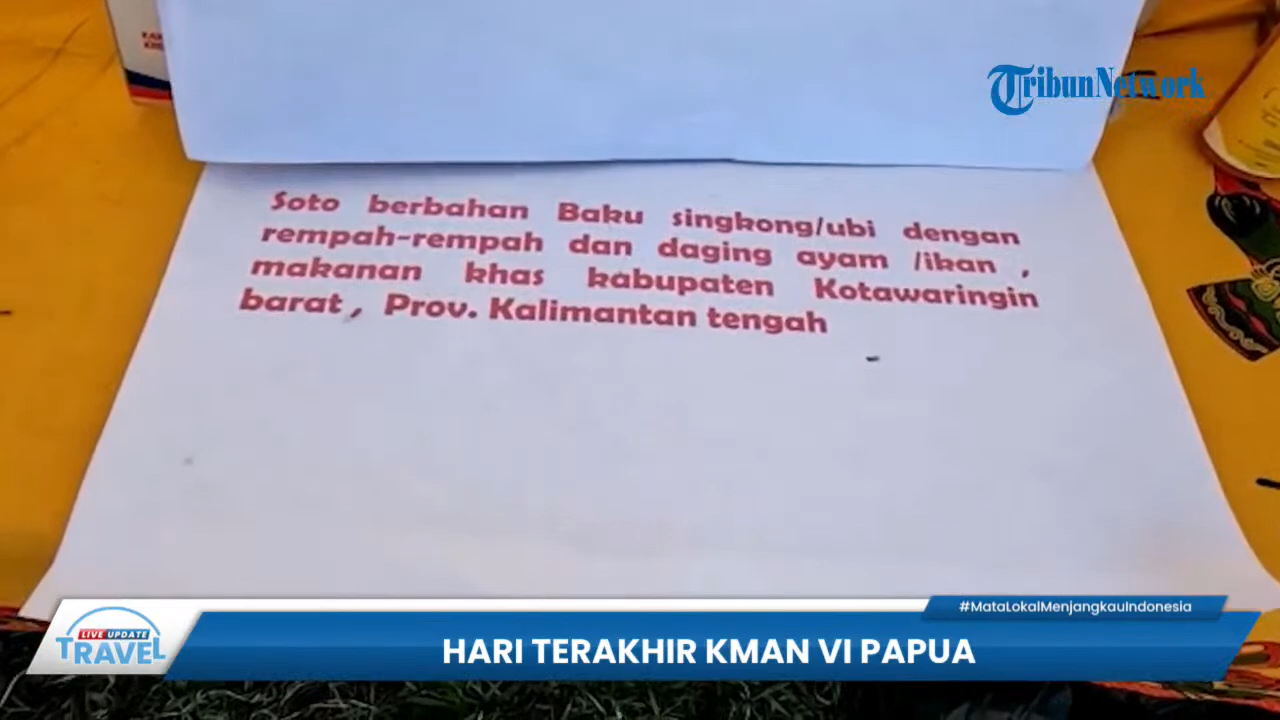 TribunNetwork
Soto berbahan Baku singkong/ubi dengan
rempah-rempah dan daging ayam /ikan ,
makanan khas kabupaten Kotawaringin
barat , Prov. Kalimantan tengah
#MataLokalMenjangkauIndonesia
LIVE UPDATE
TRAVEL
HARI TERAKHIR KMAN VI PAPUA